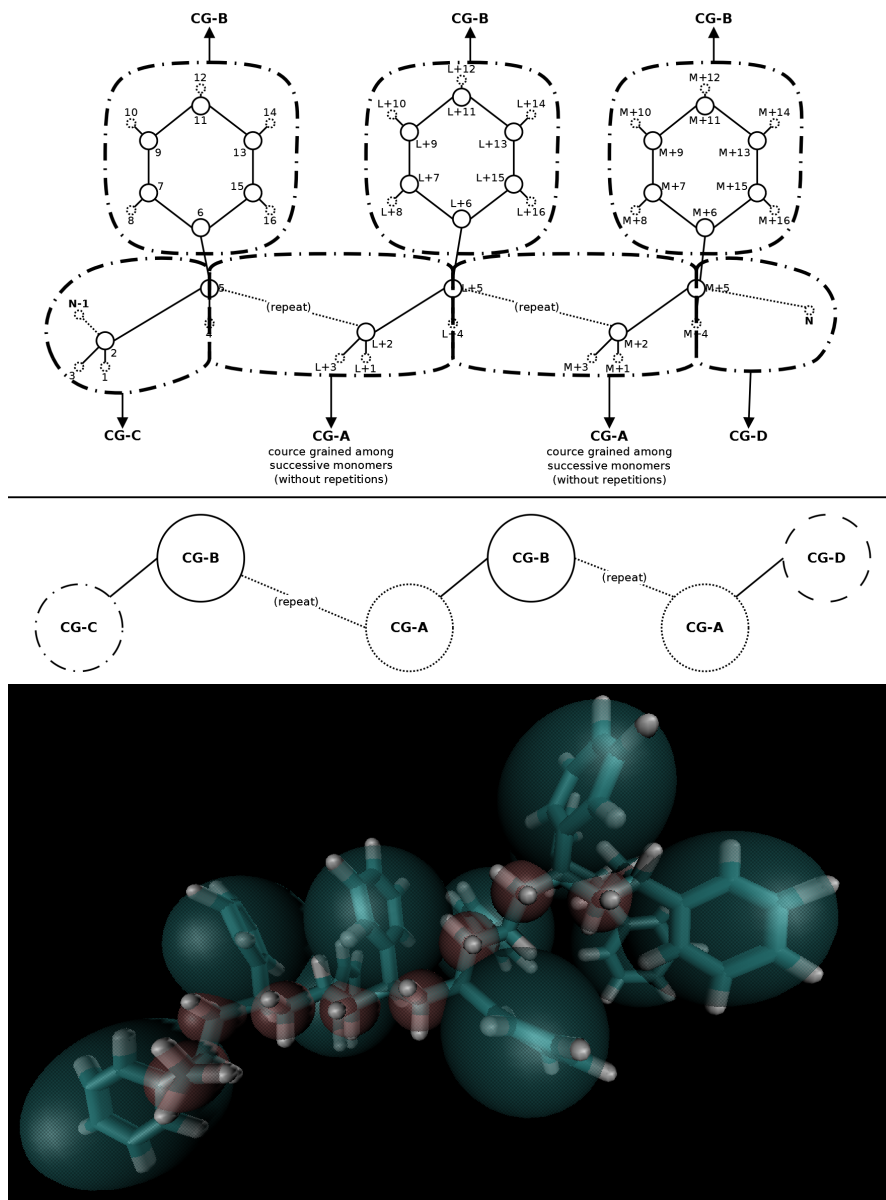 CG-B CG-B CG-B
12 L+12 M+12
10 14 L+10 L+14 M+10 M+14
11 L+11 M+11
9 13 L+9 L+13 M+9 M+13
7 15 L+7 L+15 M+7 M+15
8 6 16 L+8 L+6 L+16 M+8 M+6 M+16
5 L+5 M+5
N-1 (repeat) (repeat) N
4 L+4 M+4
2 L+2 M+2
3 1 L+3 L+1 M+3 M+1
CG-C CG-A CG-A CG-D
cource grained among
successive monomers
(without repetitions)
cource grained among
successive monomers
(without repetitions)
CG-B CG-B CG-D
(repeat) (repeat)
CG-C CG-A CG-A